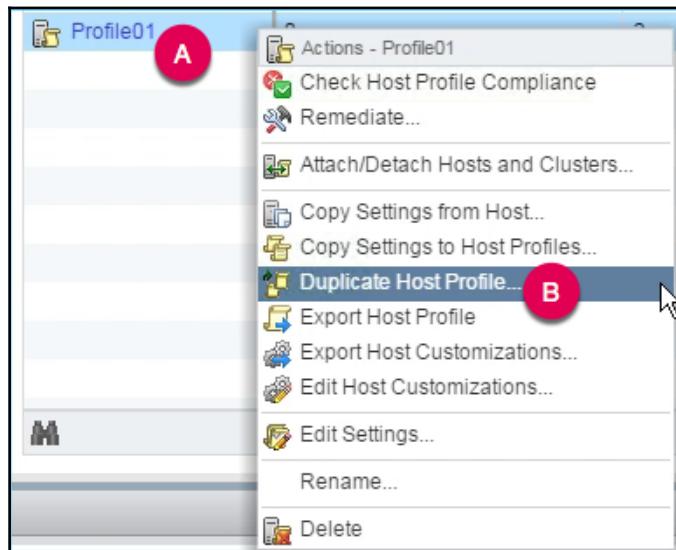 Profile01
A
Actions - Profile01
Check Host Profile Compliance
Remediate...
Attach/Detach Hosts and Clusters...
Copy Settings from Host...
Copy Settings to Host Profiles...
Duplicate Host Profile...
B
Export Host Profile
Export Host Customizations...
Edit Host Customizations...
Edit Settings...
Rename...
Delete